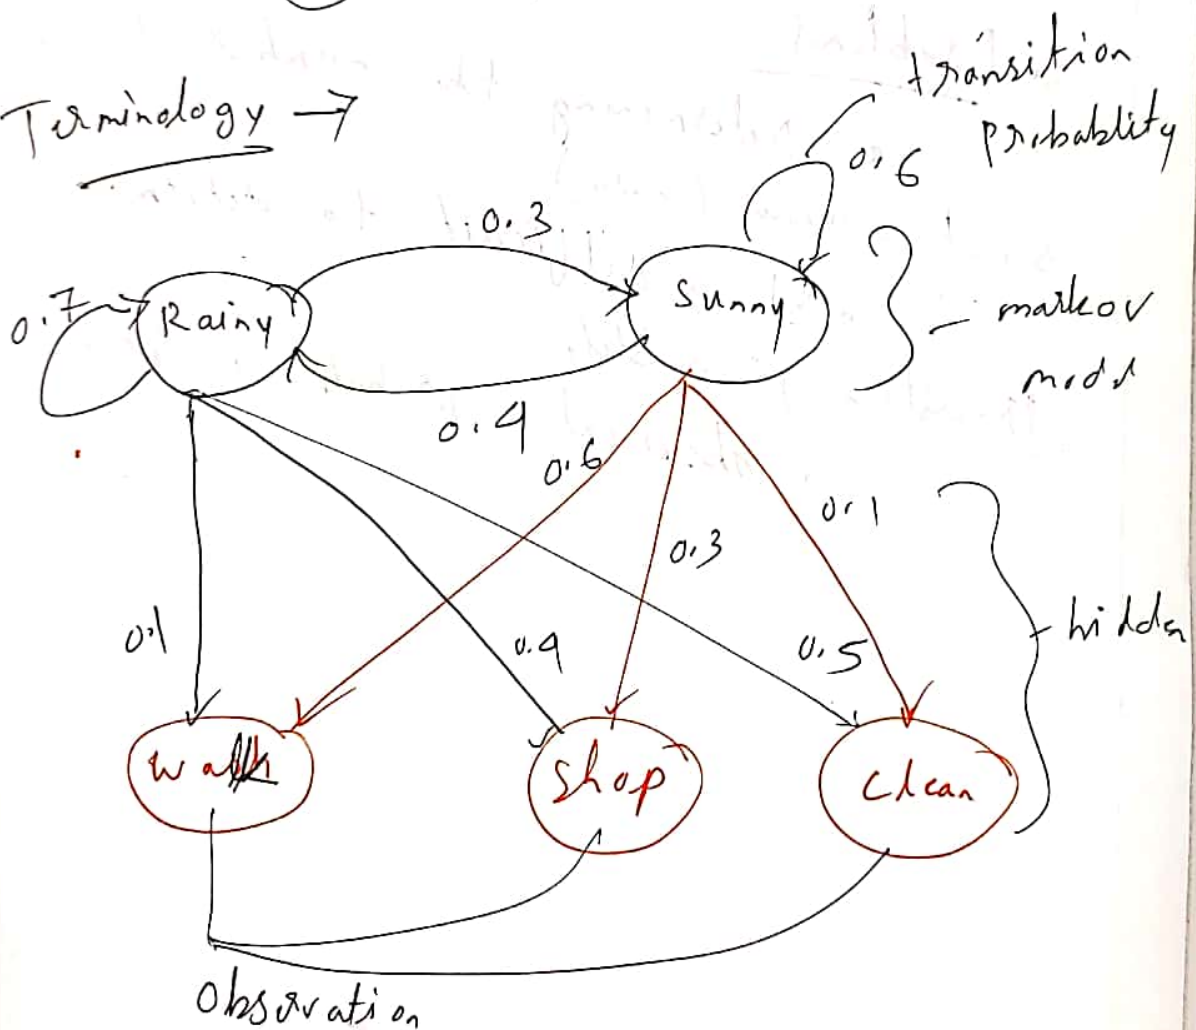 Terminology →
transition
probablity
0.6
0.3
0.7
Rainy
Sunny
markov
model
0.4
0.6
0.1
0.3
hidden
0.1
0.4
0.5
Walk
Shop
Clean
Observation